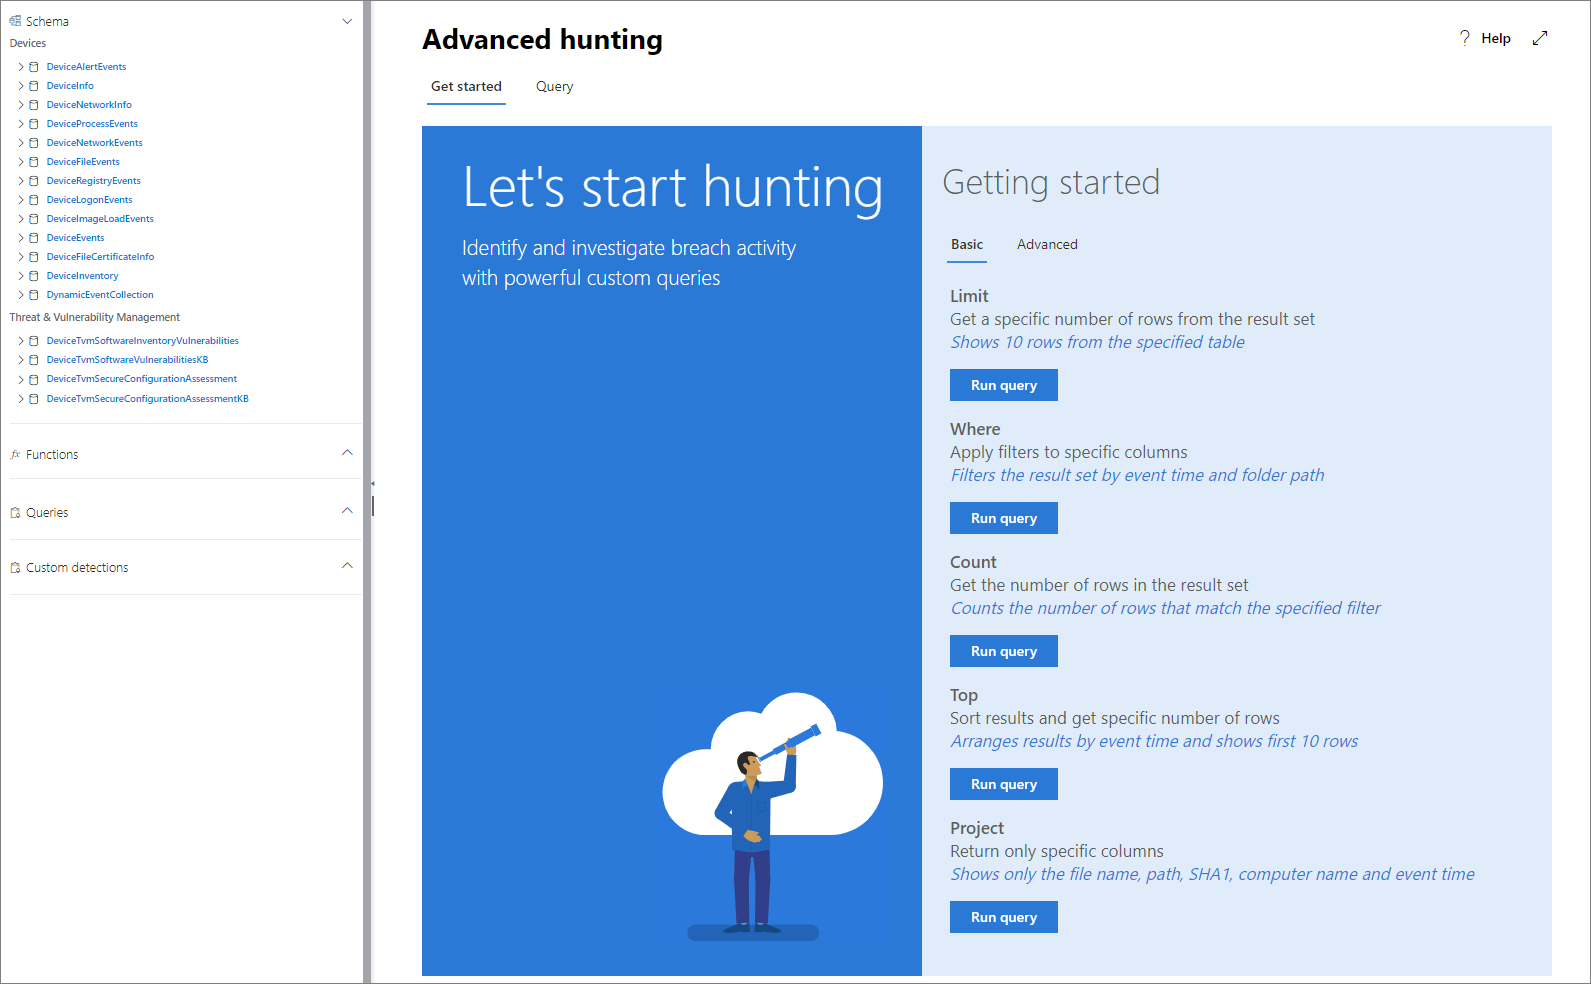 Schema
Devices
DeviceAlertEvents
DeviceInfo
DeviceNetworkInfo
DeviceProcessEvents
DeviceNetworkEvents
DeviceFileEvents
DeviceRegistryEvents
DeviceLogonEvents
DeviceImageLoadEvents
DeviceEvents
DeviceFileCertificateInfo
DeviceInventory
DynamicEventCollection
Threat & Vulnerability Management
DeviceTvmSoftwareInventoryVulnerabilities
DeviceTvmSoftwareVulnerabilitiesKB
DeviceTvmSecureConfigurationAssessment
DeviceTvmSecureConfigurationAssessmentKB
fx Functions
Queries
Custom detections
Advanced hunting
? Help
Get started Query
Let's start hunting
Identify and investigate breach activity
with powerful custom queries
Getting started
Basic Advanced
Limit
Get a specific number of rows from the result set
Shows 10 rows from the specified table
Run query
Where
Apply filters to specific columns
Filters the result set by event time and folder path
Run query
Count
Get the number of rows in the result set
Counts the number of rows that match the specified filter
Run query
Top
Sort results and get specific number of rows
Arranges results by event time and shows first 10 rows
Run query
Project
Return only specific columns
Shows only the file name, path, SHA1, computer name and event time
Run query